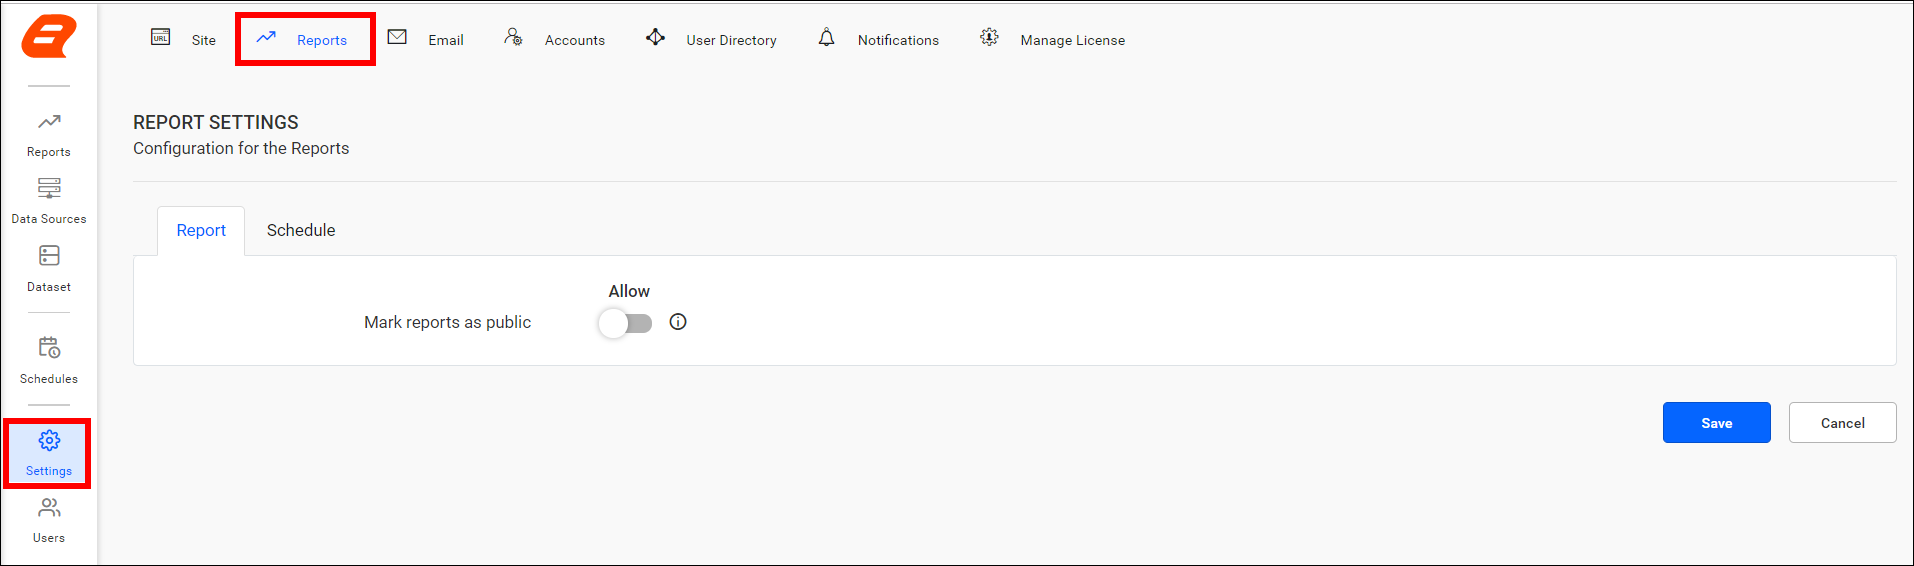 URL Site Reports Email Accounts User Directory Notifications Manage License
Reports
Data Sources
Dataset
Schedules
Settings
Users
REPORT SETTINGS
Configuration for the Reports
Report Schedule
Allow
Mark reports as public
Save Cancel